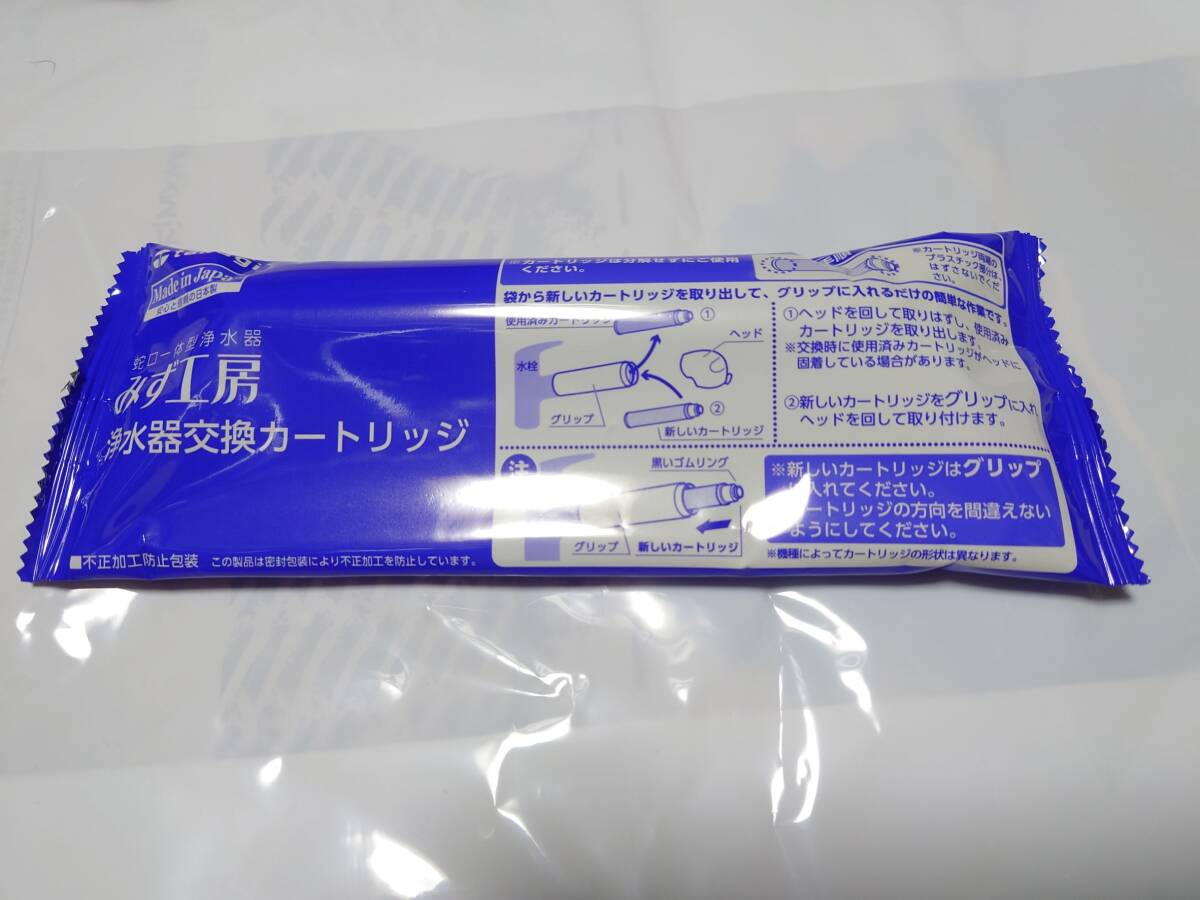 Made in Japan
安心と信頼の日本製
蛇口一体型浄水器
みず工房
浄水器交換カートリッジ
■不正加工防止包装 この製品は密封包装により不正加工を防止しています。
※カートリッジは分解せずにご使用
ください。
※カートリッジ両端の
プラスチック部分は、
はずさないでく
ださい。
袋から新しいカートリッジを取り出して、グリップに入れるだけの簡単な作業です。
使用済みカートリッジ
①
ヘッド
水栓
グリップ
②
新しいカートリッジ
①ヘッドを回して取りはずし、使用済み
カートリッジを取り出します。
※交換時に使用済みカートリッジがヘッドに
固着している場合があります。
②新しいカートリッジをグリップに入れ
ヘッドを回して取り付けます。
注
黒いゴムリング
グリップ
新しいカートリッジ
※新しいカートリッジはグリップ
に入れてください。
カートリッジの方向を間違えない
ようにしてください。
※機種によってカートリッジの形状は異なります。